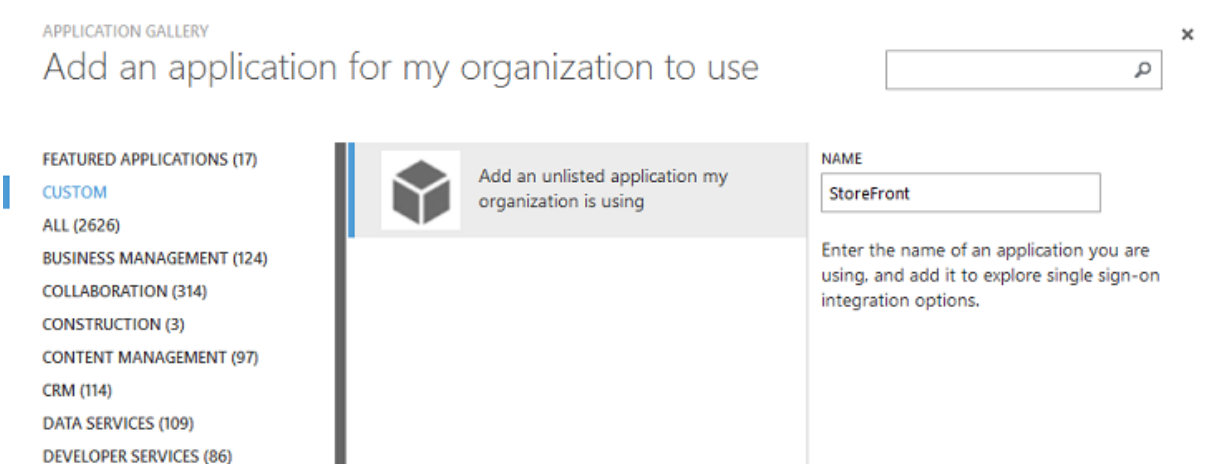 APPLICATION GALLERY
Add an application for my organization to use
FEATURED APPLICATIONS (17)
CUSTOM
ALL (2626)
BUSINESS MANAGEMENT (124)
COLLABORATION (314)
CONSTRUCTION (3)
CONTENT MANAGEMENT (97)
CRM (114)
DATA SERVICES (109)
DEVELOPER SERVICES (86)
Add an unlisted application my
organization is using
NAME
StoreFront
Enter the name of an application you are
using, and add it to explore single sign-on
integration options.